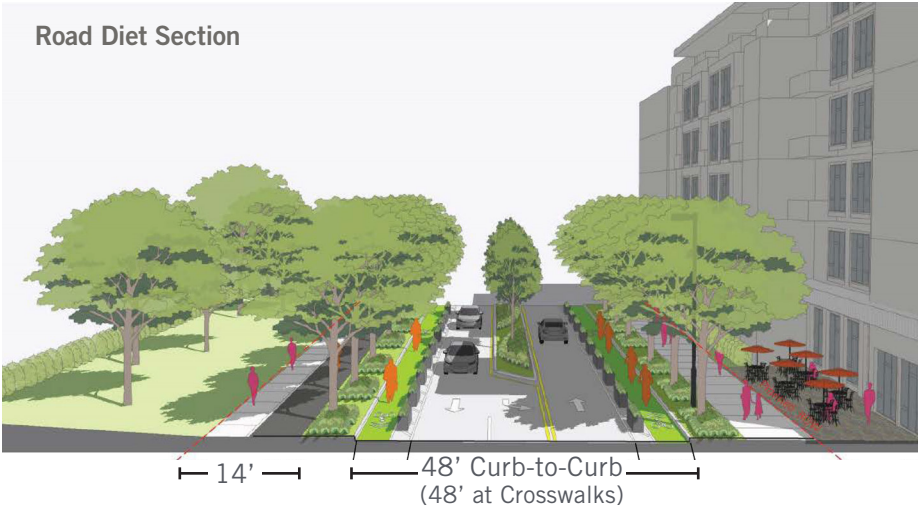 Road Diet Section
14’
48’ Curb-to-Curb
(48’ at Crosswalks)